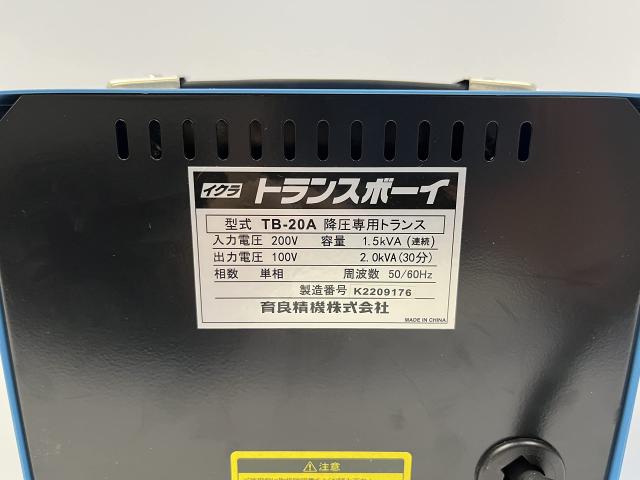 イクラ トランスボーイ
型式 TB-20A 降圧専用トランス
入力電圧 200V 容量 1.5kVA (連続)
出力電圧 100V 2.0kVA (30分)
相数 単相 周波数 50/60Hz
製造番号 K2209176
育良精機株式会社
MADE IN CHINA
⚠注意